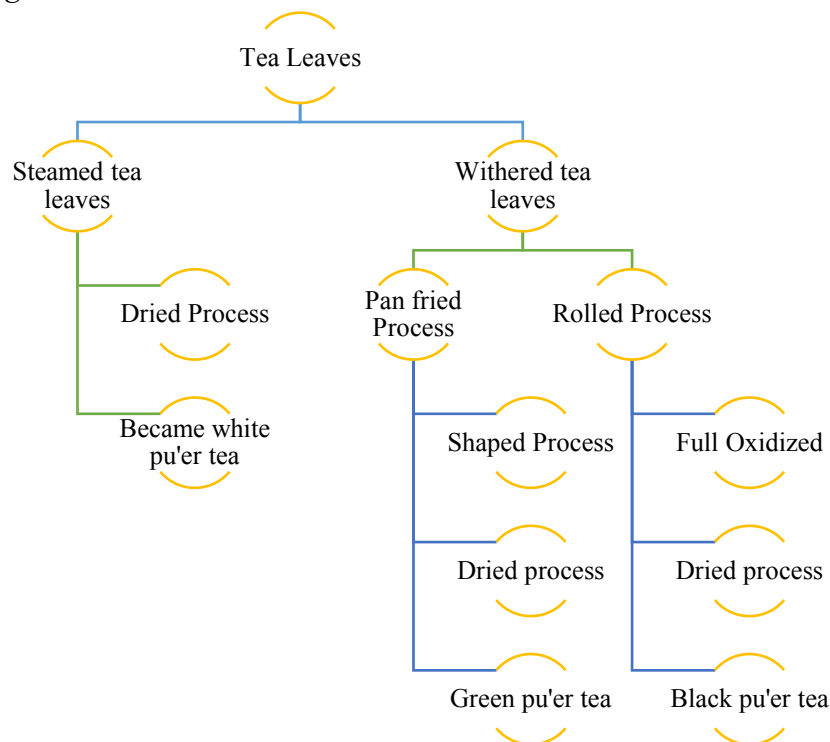 Tea Leaves
Steamed tea
leaves
Withered tea
leaves
Dried Process
Became white
pu'er tea
Pan fried
Process
Rolled Process
Shaped Process
Dried process
Green pu'er tea
Full Oxidized
Dried process
Black pu'er tea